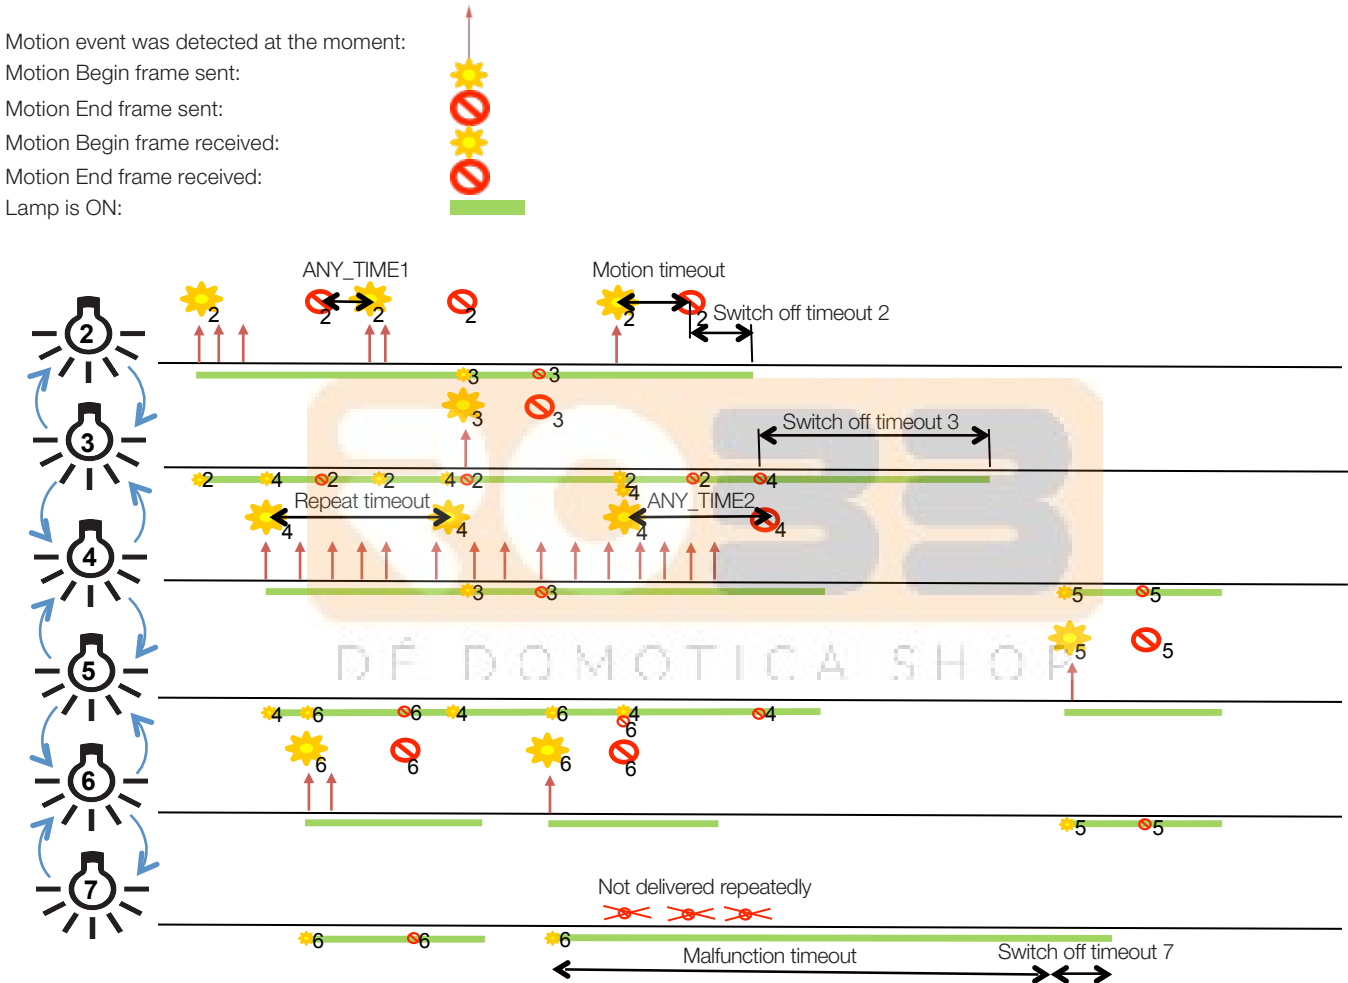 Motion event was detected at the moment:
Motion Begin frame sent:
Motion End frame sent:
Motion Begin frame received:
Motion End frame received:
Lamp is ON:
ANY_TIME1
Motion timeout
2 2 2 2 2 2
Switch off timeout 2
2
3 3
3 3
Switch off timeout 3
3
2 4 2 2 4 2 2 2 4
4
Repeat timeout
ANY_TIME2
4 4 4 4
4
3 3
5 5
5 5
DE DOMOTICA SHOP
5
4 6 6 4 6 4 4
6
6 6 6 6
6
5 5
7
Not delivered repeatedly
6 6 6
Malfunction timeout
Switch off timeout 7